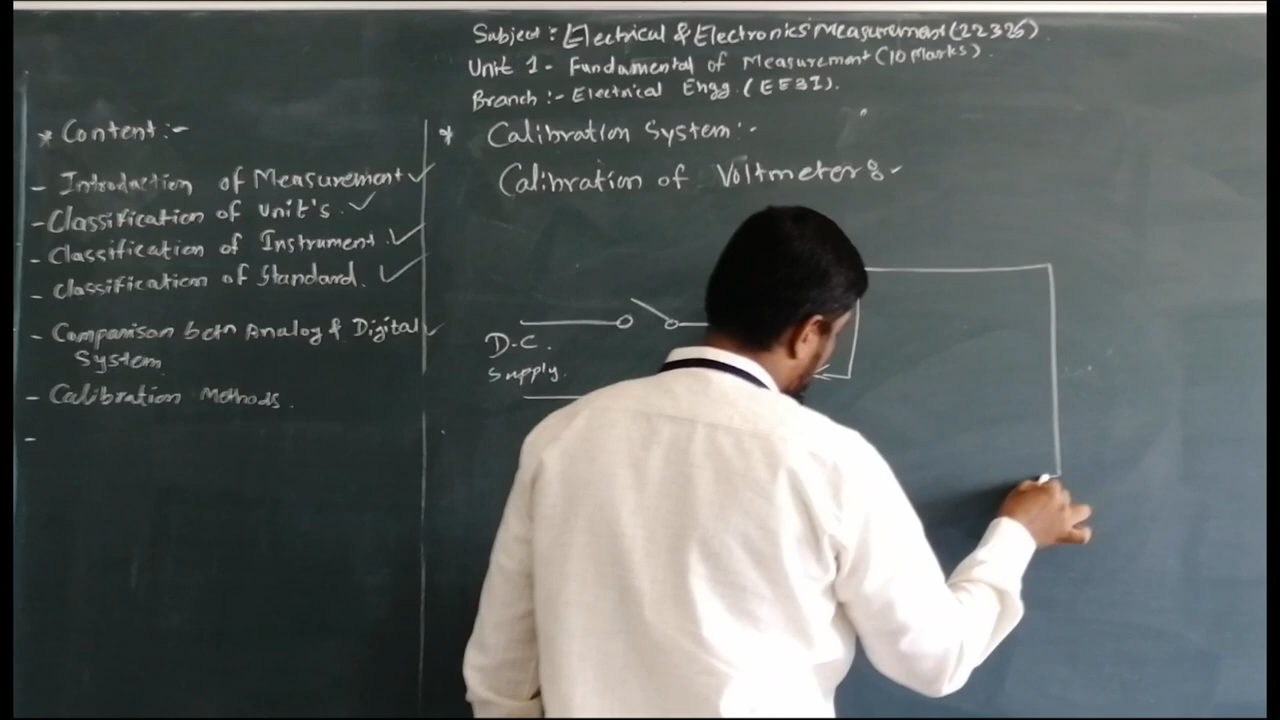 Subject : Electrical & Electronics Measurement (22325)
Unit 1 - Fundamental of Measurement (10 Marks).
Branch :- Electrical Engg. (EE3I).
* Content :-
- Introduction of Measurement ✓
- Classification of Unit's. ✓
- Classification of Instrument ✓
- Classification of Standard. ✓
- Comparison betn Analog & Digital ✓
System.
- Calibration Methods.
-
* Calibration System :-
Calibration of Voltmeter :-
D.C.
Supply.